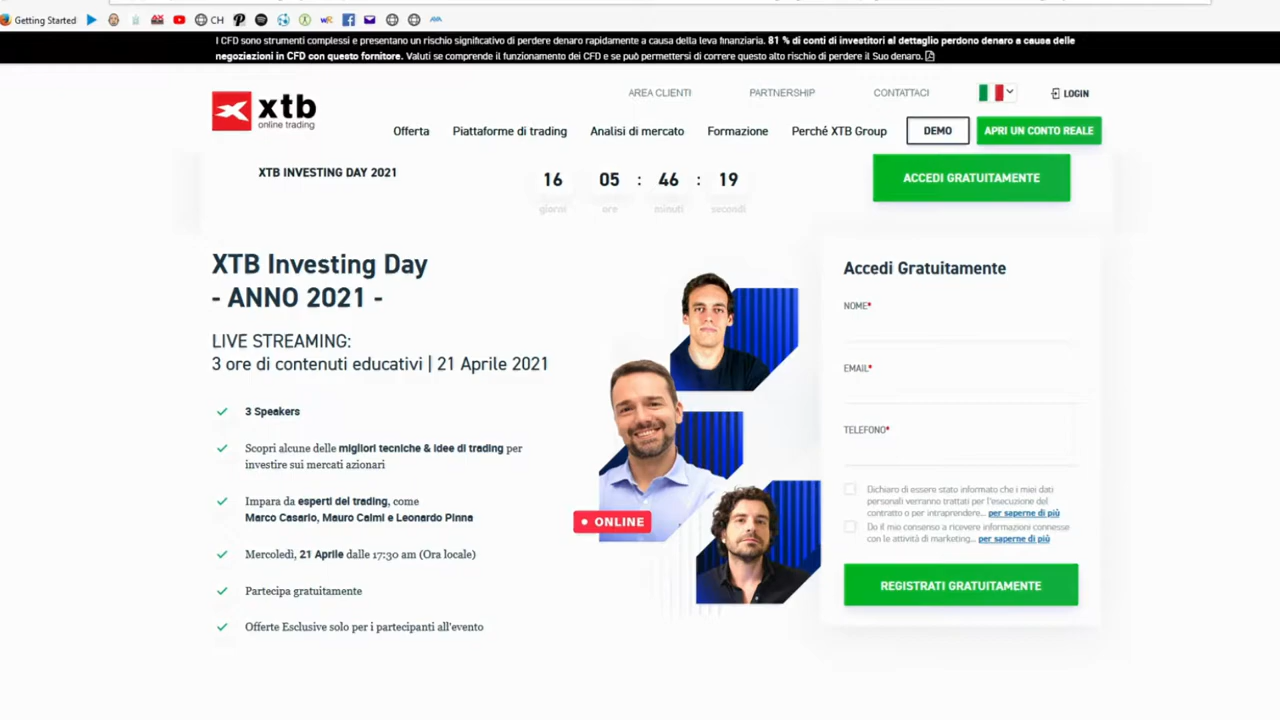 Getting Started
CH
I CFD sono strumenti complessi e presentano un rischio significativo di perdere denaro rapidamente a causa della leva finanziaria. 81 % di conti di investitori al dettaglio perdono denaro a causa delle
negoziazioni in CFD con questo fornitore. Valuti se comprende il funzionamento dei CFD e se può permettersi di correre questo alto rischio di perdere il Suo denaro.
AREA CLIENTI PARTNERSHIP CONTATTACI LOGIN
xtb
online trading
Offerta Piattaforme di trading Analisi di mercato Formazione Perché XTB Group DEMO APRI UN CONTO REALE
XTB INVESTING DAY 2021
16 05 : 46 : 19
giorni ore minuti secondi
ACCEDI GRATUITAMENTE
XTB Investing Day
- ANNO 2021 -
LIVE STREAMING:
3 ore di contenuti educativi | 21 Aprile 2021
3 Speakers
Scopri alcune delle migliori tecniche & idee di trading per
investire sui mercati azionari
Impara da esperti del trading, come
Marco Casario, Mauro Caimi e Leonardo Pinna
Mercoledì, 21 Aprile dalle 17:30 am (Ora locale)
Partecipa gratuitamente
Offerte Esclusive solo per i partecipanti all'evento
ONLINE
Accedi Gratuitamente
NOME*
EMAIL*
TELEFONO*
Dichiaro di essere stato informato che i miei dati
personali verranno trattati per l'esecuzione del
contratto o per intraprendere... per saperne di più
Do il mio consenso a ricevere informazioni connesse
con le attività di marketing... per saperne di più
REGISTRATI GRATUITAMENTE